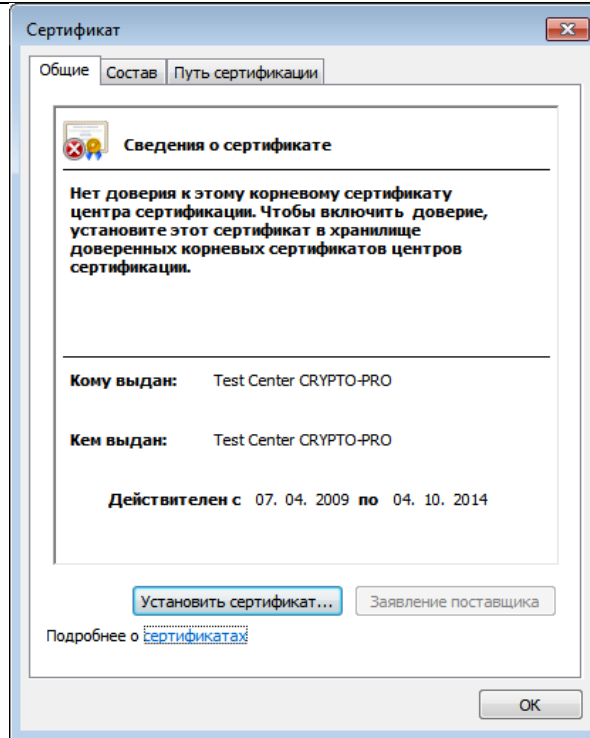 Сертификат
Общие Состав Путь сертификации
Сведения о сертификате
Нет доверия к этому корневому сертификату
центра сертификации. Чтобы включить доверие,
установите этот сертификат в хранилище
доверенных корневых сертификатов центров
сертификации.
Кому выдан: Test Center CRYPTO-PRO
Кем выдан: Test Center CRYPTO-PRO
Действителен с 07. 04. 2009 по 04. 10. 2014
Установить сертификат... Заявление поставщика
Подробнее о сертификатах
ОК